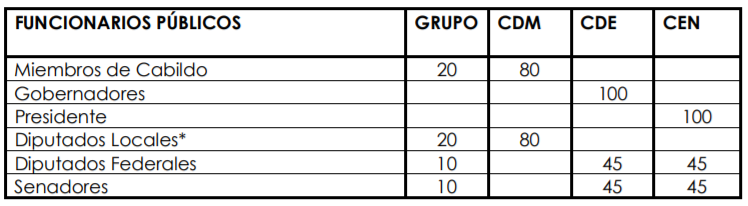 FUNCIONARIOS PÚBLICOS GRUPO CDM CDE CEN
Miembros de Cabildo 20 80
Gobernadores 100
Presidente 100
Diputados Locales* 20 80
Diputados Federales 10 45 45
Senadores 10 45 45